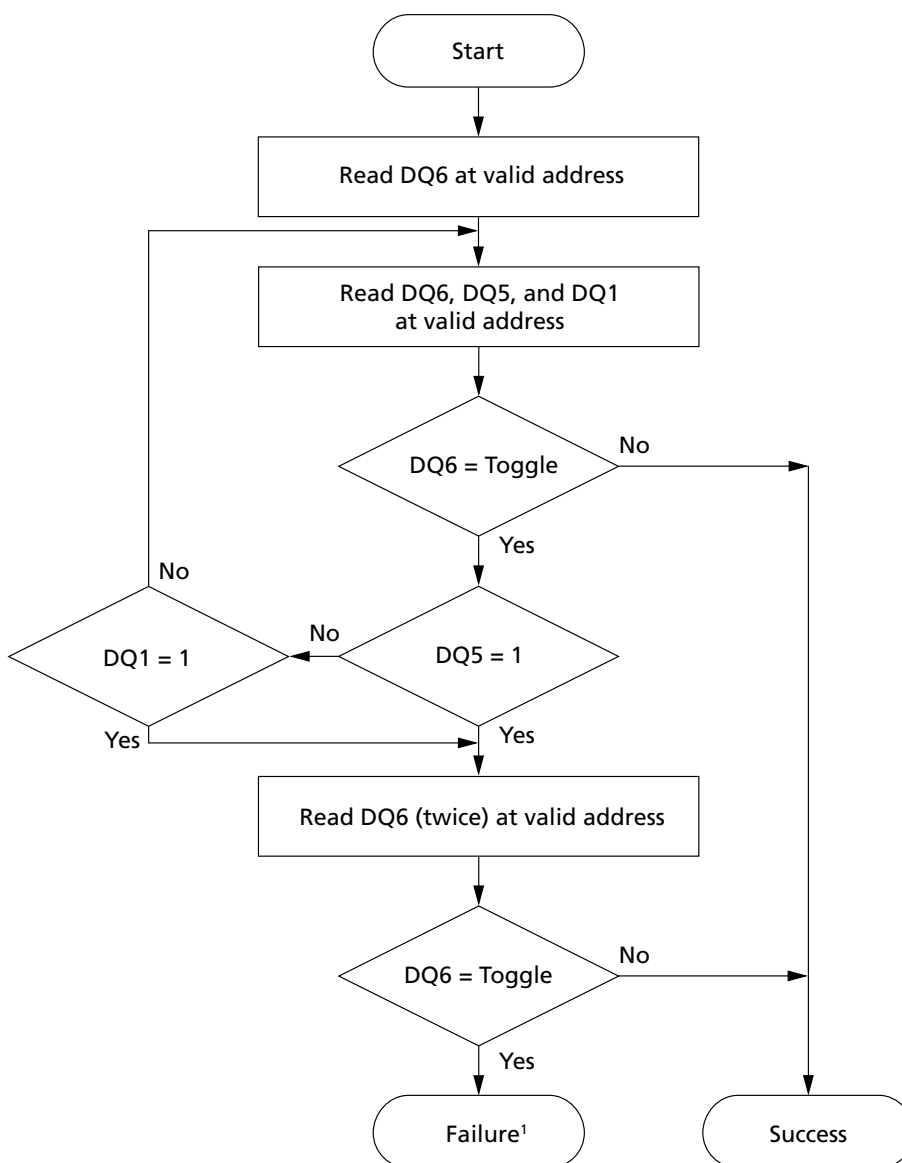 Start
Read DQ6 at valid address
Read DQ6, DQ5, and DQ1
at valid address
DQ6 = Toggle
No
Yes
No
DQ1 = 1
No
DQ5 = 1
Yes
Yes
Read DQ6 (twice) at valid address
DQ6 = Toggle
No
Yes
Failure¹
Success